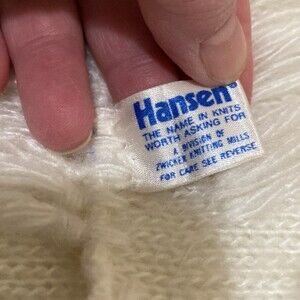 Hansen®
THE NAME IN KNITS
WORTH ASKING FOR
A DIVISION OF
ZWICKER KNITTING MILLS
FOR CARE SEE REVERSE